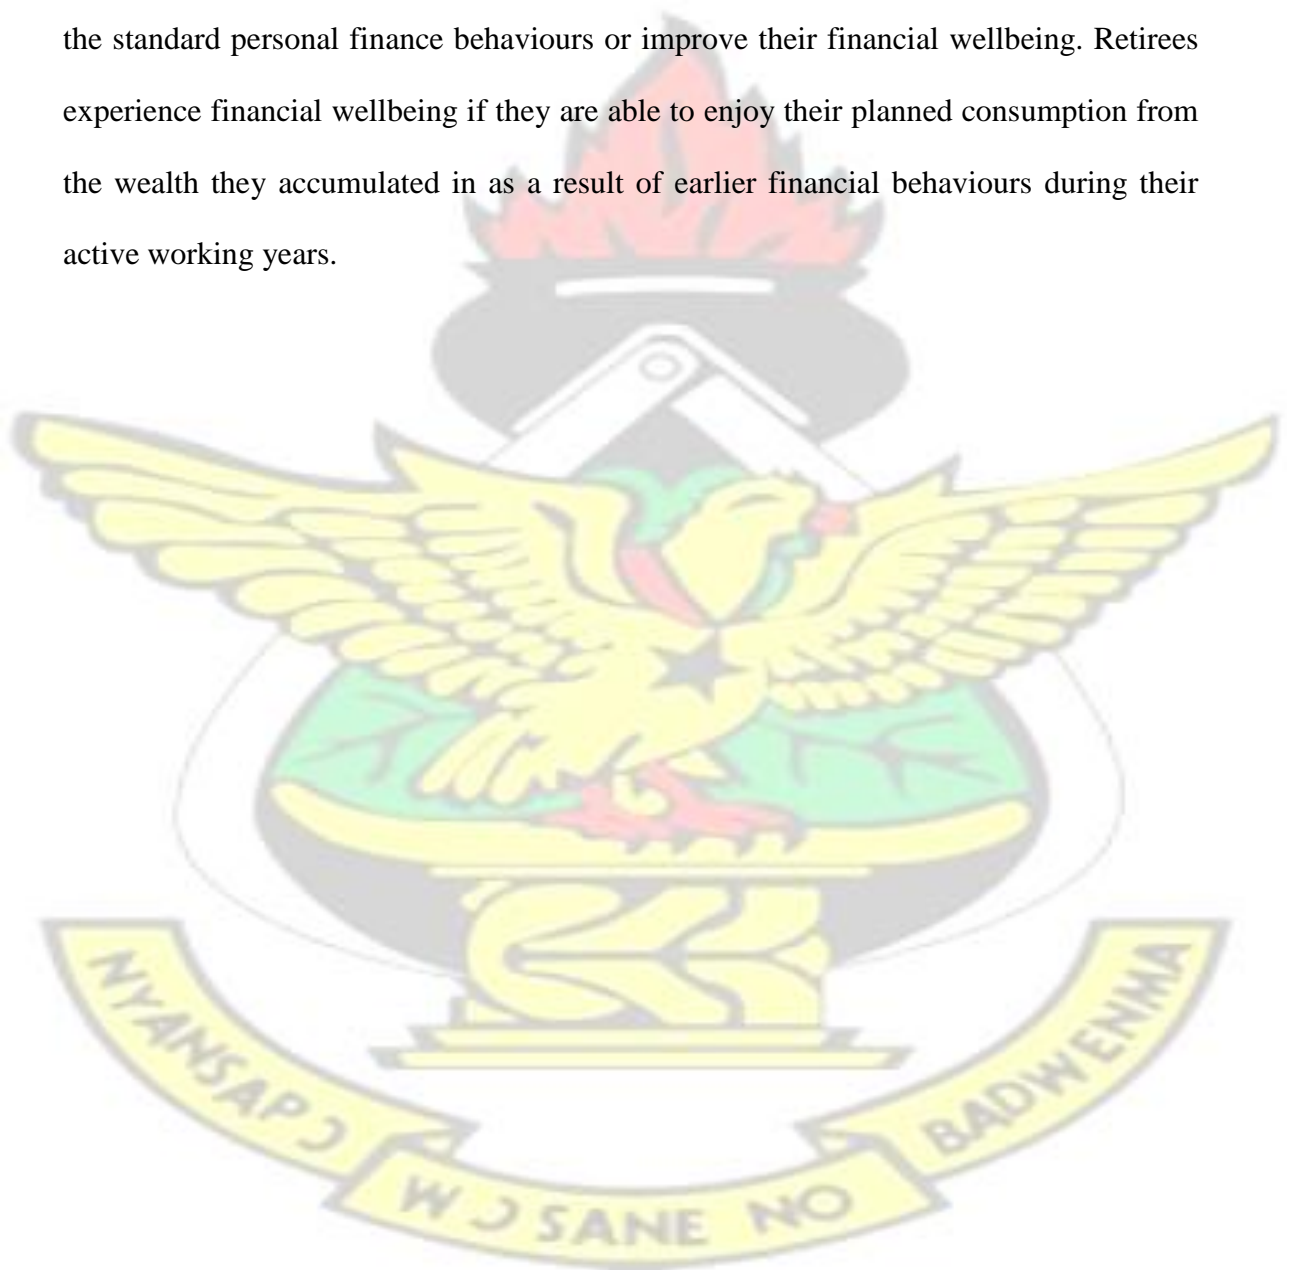 the standard personal finance behaviours or improve their financial wellbeing. Retirees
experience financial wellbeing if they are able to enjoy their planned consumption from
the wealth they accumulated in as a result of earlier financial behaviours during their
active working years.
NYANSAPƆ
WƆ SANE NO
BADWENMA